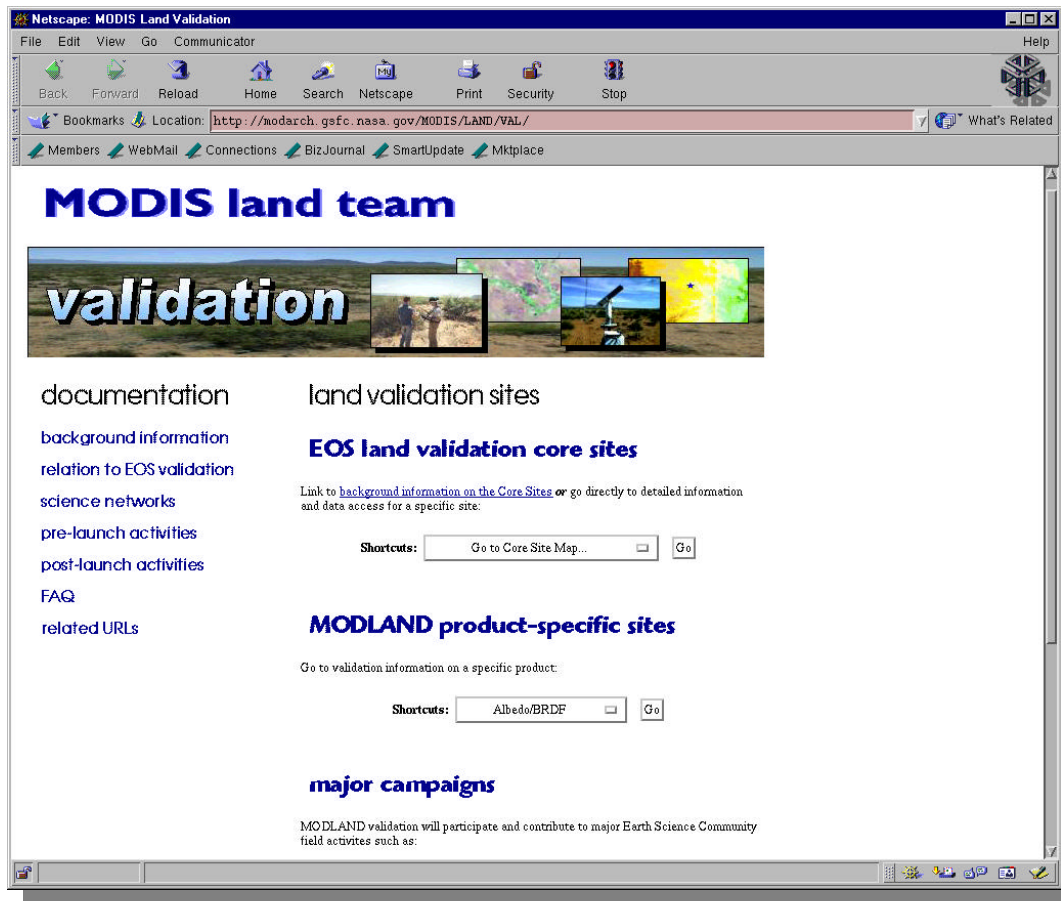 Netscape: MODIS Land Validation
File Edit View Go Communicator Help
Back Forward Reload Home Search Netscape Print Security Stop
Bookmarks Location: http://modarch.gsfc.nasa.gov/MODIS/LAND/VAL/ What's Related
Members WebMail Connections BizJournal SmartUpdate Mktplace
MODIS land team
validation
documentation
background information
relation to EOS validation
science networks
pre-launch activities
post-launch activities
FAQ
related URLs
land validation sites
EOS land validation core sites
Link to background information on the Core Sites or go directly to detailed information
and data access for a specific site:
Shortcuts: Go to Core Site Map... Go
MODLAND product-specific sites
Go to validation information on a specific product:
Shortcuts: Albedo/BRDF Go
major campaigns
MODLAND validation will participate and contribute to major Earth Science Community
field activites such as: